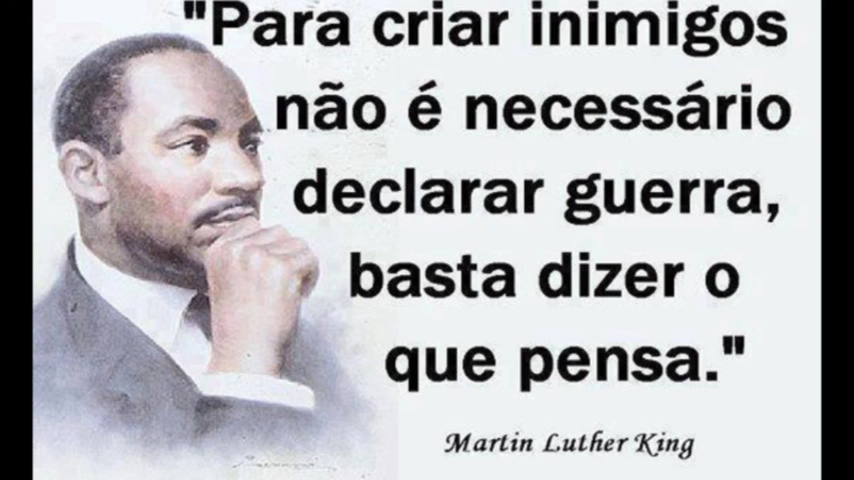 "Para criar inimigos
não é necessário
declarar guerra,
basta dizer o
que pensa."
Martin Luther King